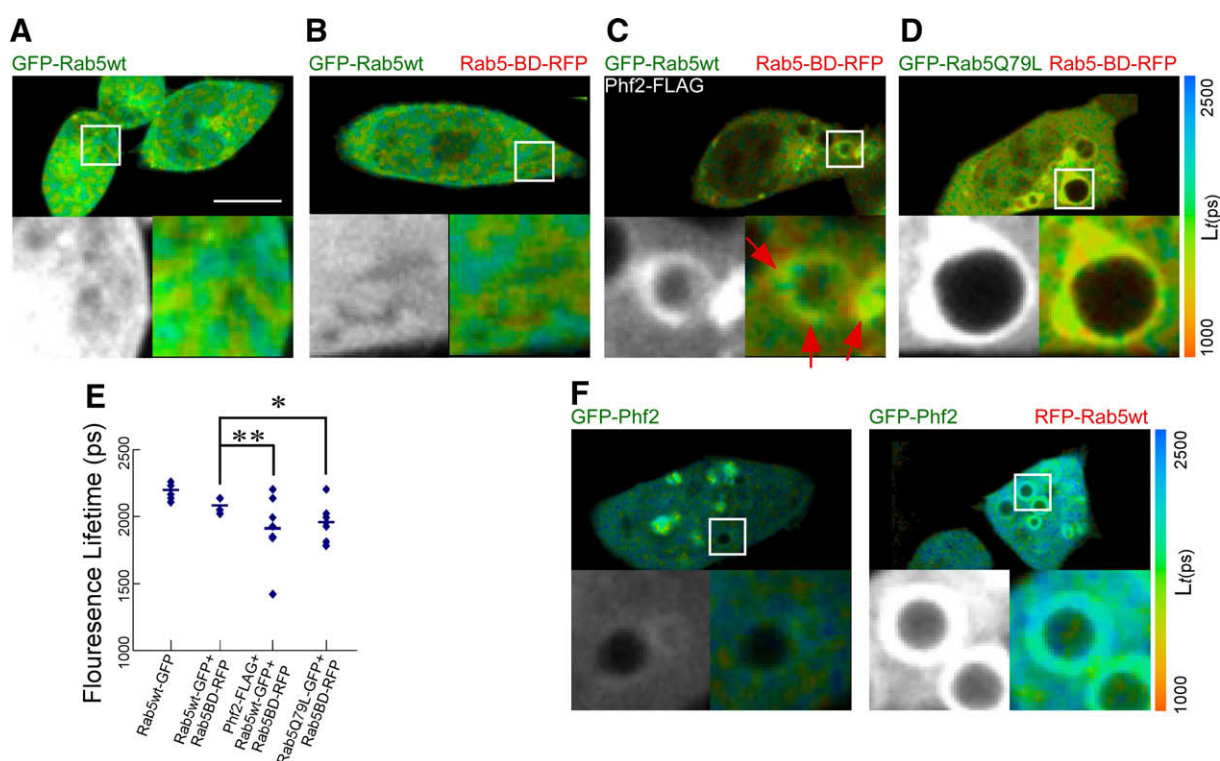 A
GFP-Rab5wt
B
GFP-Rab5wt Rab5-BD-RFP
C
GFP-Rab5wt Rab5-BD-RFP
Phf2-FLAG
D
GFP-Rab5Q79L Rab5-BD-RFP
2500
Lt(ps)
1000
E
Flouresence Lifetime (ps)
2500
2000
1500
1000
*
**
Rab5wt-GFP
Rab5wt-GFP+
Rab5BD-RFP
Phf2-FLAG+
Rab5wt-GFP+
Rab5BD-RFP
Rab5Q79L-GFP+
Rab5BD-RFP
F
GFP-Phf2
GFP-Phf2 RFP-Rab5wt
2500
Lt(ps)
1000